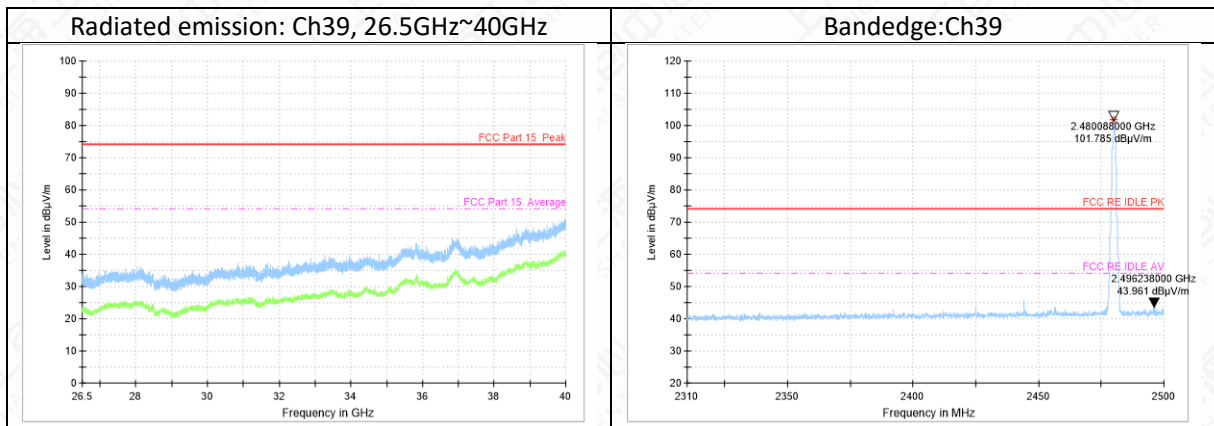 Radiated emission: Ch39, 26.5GHz~40GHz
Bandedge:Ch39
100
90
80
70
60
50
40
30
20
10
0
Level in dBµV/m
FCC Part 15 Peak
FCC Part 15 Average
26.5
28
30
32
34
36
38
40
Frequency in GHz
120
110
100
90
80
70
60
50
40
30
20
Level in dBµV/m
2.480088000 GHz
101.785 dBµV/m
FCC RE IDLE PK
FCC RE IDLE AV
2.496238000 GHz
43.961 dBµV/m
2310
2350
2400
2450
2500
Frequency in MHz